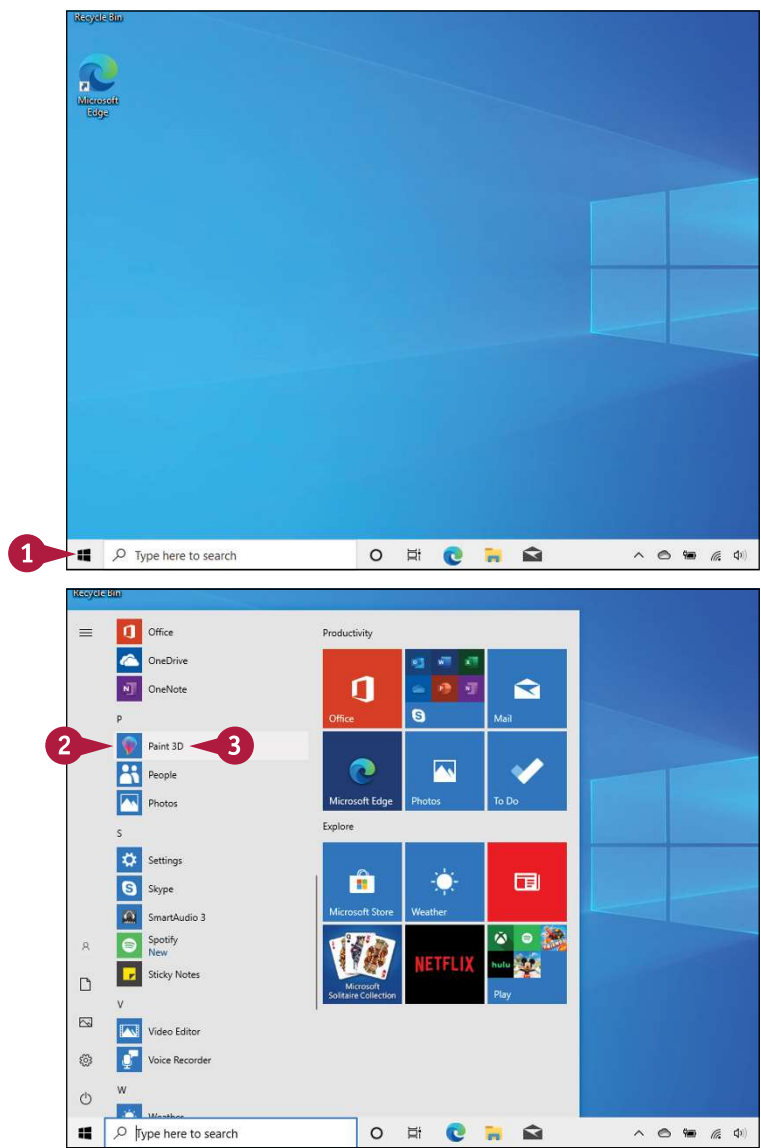 Recycle Bin
Microsoft
Edge
1
Type here to search
Recycle Bin
Office
OneDrive
OneNote
P
2
Paint 3D
3
People
Photos
S
Settings
Skype
SmartAudio 3
Spotify
New
Sticky Notes
V
Video Editor
Voice Recorder
W
Weather
Productivity
Office
Mail
Microsoft Edge
Photos
To Do
Explore
Microsoft Store
Weather
Microsoft
Solitaire Collection
NETFLIX
hulu
Play
Type here to search